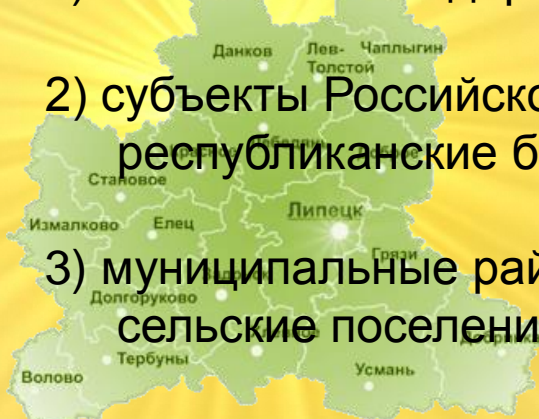 Данков Лев- Чаплыгин
Толстой
2) субъекты Российско
республиканские б
Становое
Липецк
Измалково Елец
Грязи
3) муниципальные рай
Долгоруково
сельские поселени
Тербуны
Волово Усмань